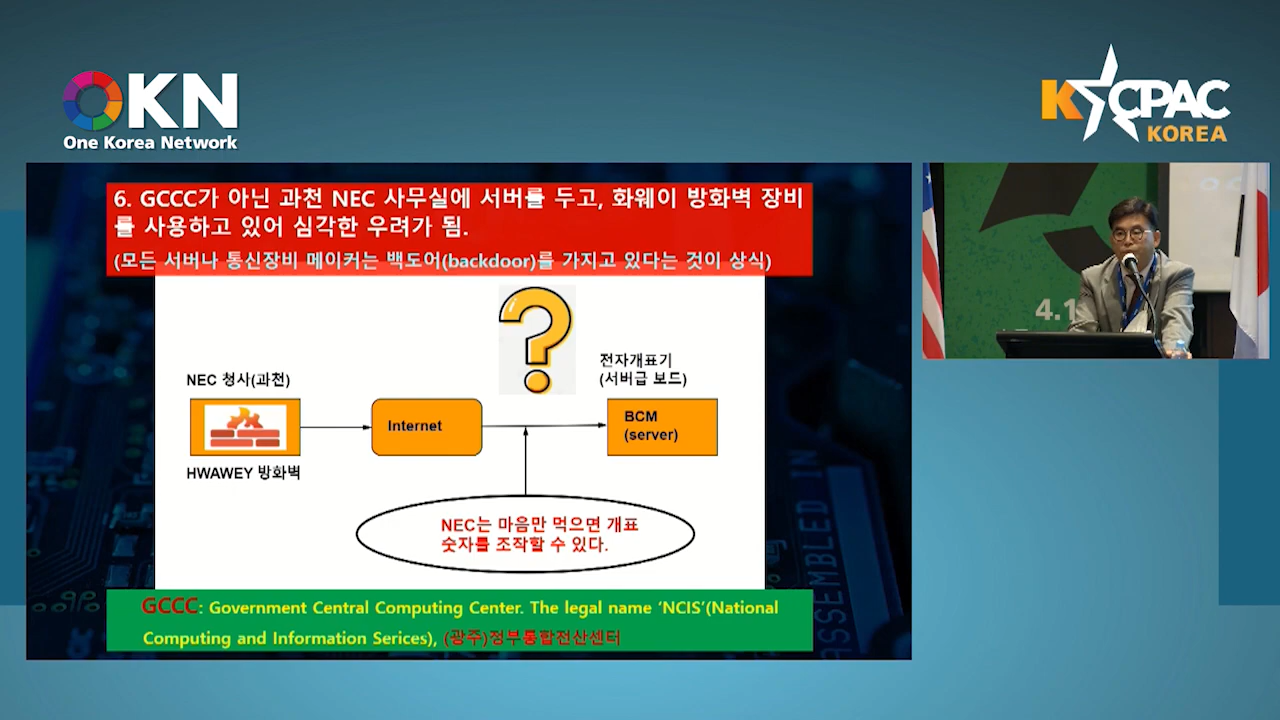 OKN
One Korea Network
KCPAC
KOREA
6. GCCC가 아닌 과천 NEC 사무실에 서버를 두고, 화웨이 방화벽 장비
를 사용하고 있어 심각한 우려가 됨.
(모든 서버나 통신장비 메이커는 백도어(backdoor)를 가지고 있다는 것이 상식)
NEC 청사(과천)
HWAWEY 방화벽
Internet
전자개표기
(서버급 보드)
BCM
(server)
NEC는 마음만 먹으면 개표
숫자를 조작할 수 있다.
GCCC: Government Central Computing Center. The legal name ‘NCIS’(National
Computing and Information Serices), (광주)정부통합전산센터
ASSEMBLED IN
4.1